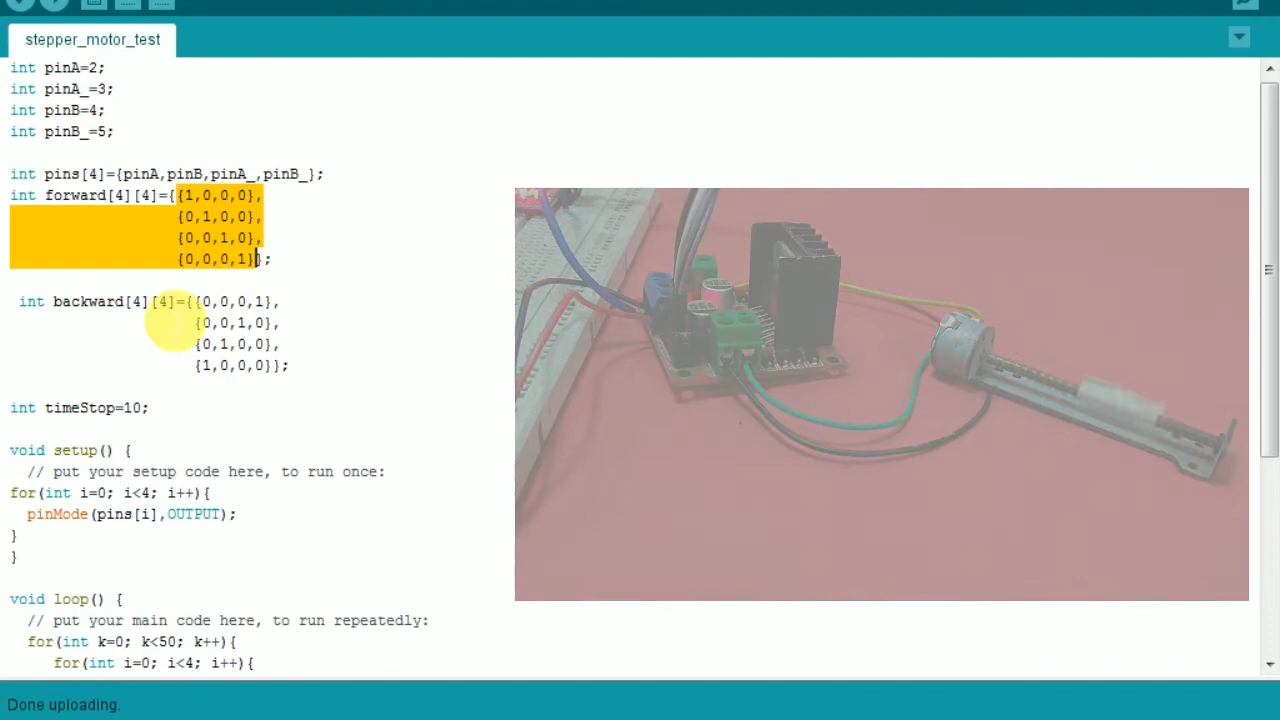 stepper_motor_test
int pinA=2;
int pinA_=3;
int pinB=4;
int pinB_=5;
int pins[4]={pinA,pinB,pinA_,pinB_};
int forward[4][4]={{1,0,0,0},
{0,1,0,0},
{0,0,1,0},
{0,0,0,1}};
int backward[4][4]={{0,0,0,1},
{0,0,1,0},
{0,1,0,0},
{1,0,0,0}};
int timeStop=10;
void setup() {
// put your setup code here, to run once:
for(int i=0; i<4; i++){
pinMode(pins[i],OUTPUT);
}
}
void loop() {
// put your main code here, to run repeatedly:
for(int k=0; k<50; k++){
for(int i=0; i<4; i++){
Done uploading.